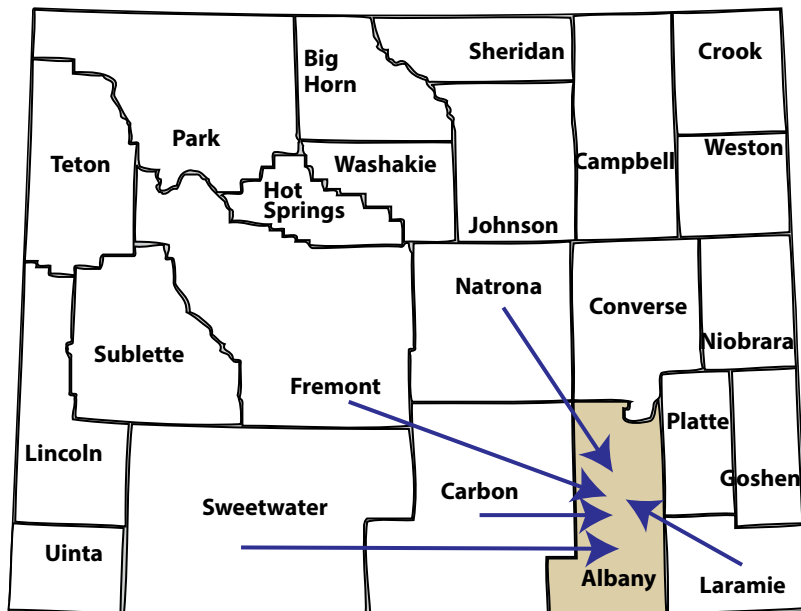 Sheridan
Crook
Big
Horn
Park
Teton
Washakie
Campbell
Weston
Hot
Springs
Johnson
Natrona
Converse
Niobrara
Sublette
Fremont
Platte
Lincoln
Goshen
Carbon
Sweetwater
Uinta
Albany
Laramie